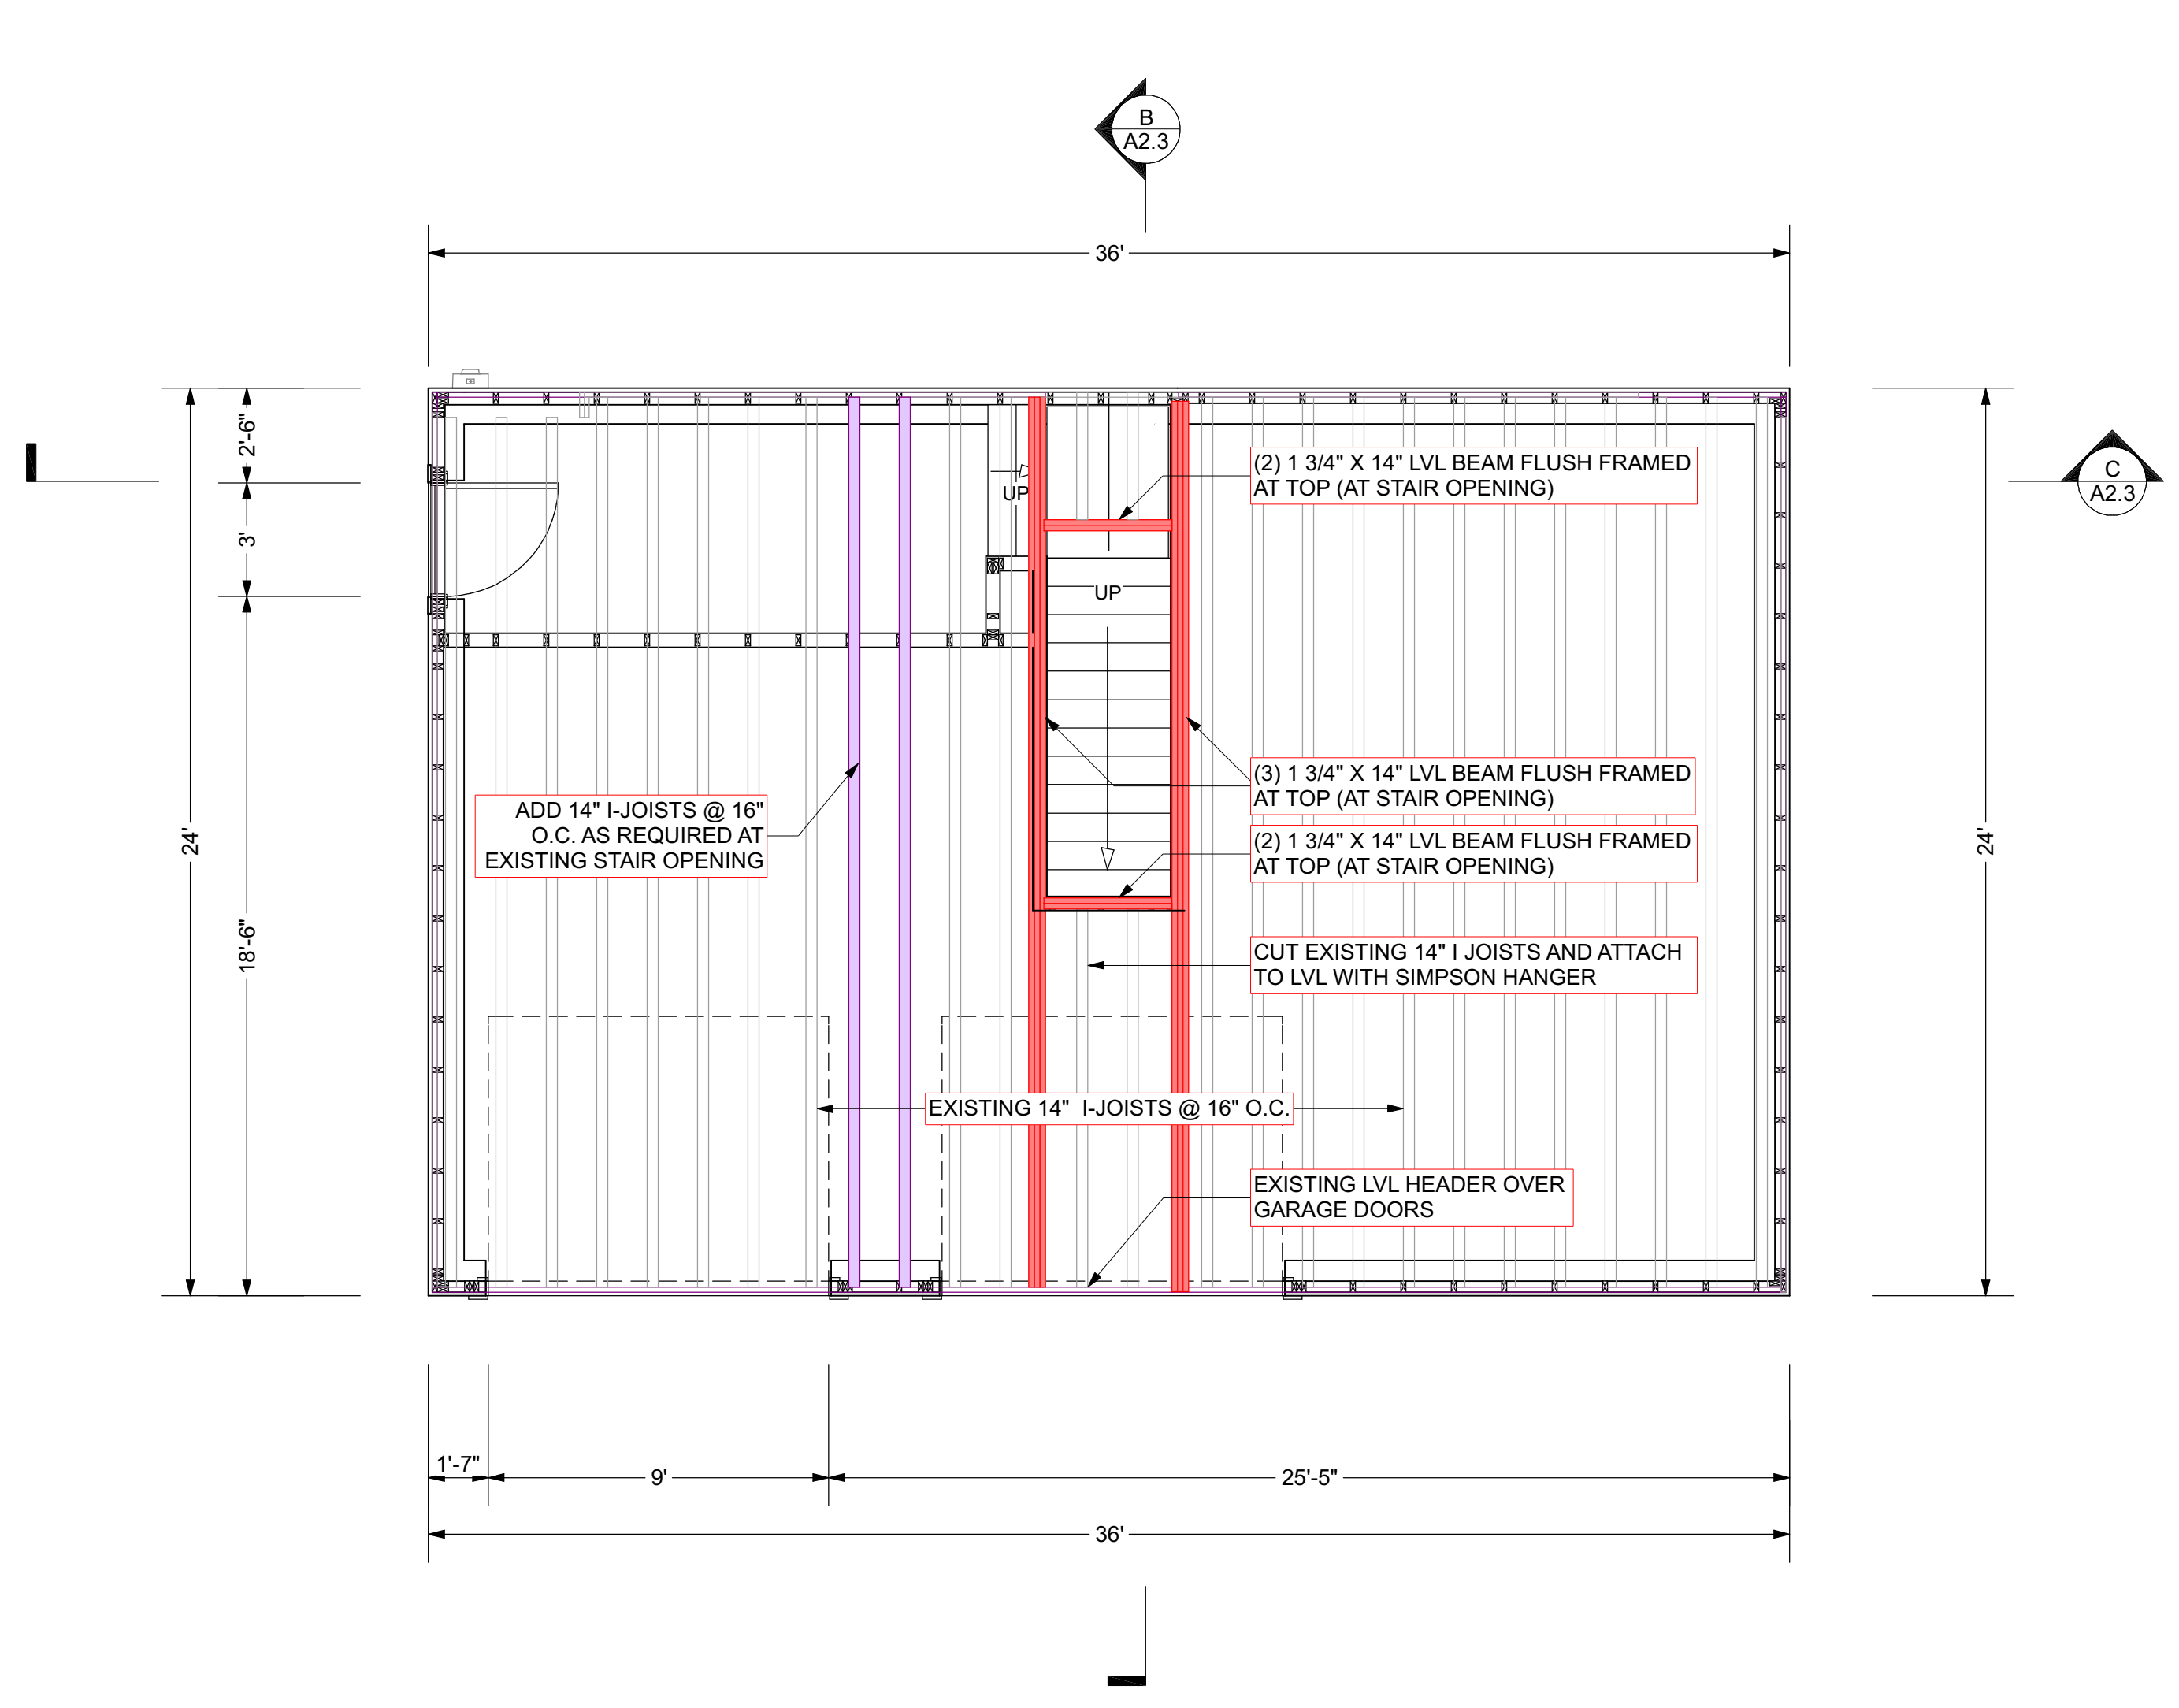 B
A2.3
36'
2'-6"
3'
18'-6"
24'
C
A2.3
24'
UP
UP
(2) 1 3/4" X 14" LVL BEAM FLUSH FRAMED
AT TOP (AT STAIR OPENING)
(3) 1 3/4" X 14" LVL BEAM FLUSH FRAMED
AT TOP (AT STAIR OPENING)
ADD 14" I-JOISTS @ 16"
O.C. AS REQUIRED AT
EXISTING STAIR OPENING
(2) 1 3/4" X 14" LVL BEAM FLUSH FRAMED
AT TOP (AT STAIR OPENING)
CUT EXISTING 14" I JOISTS AND ATTACH
TO LVL WITH SIMPSON HANGER
EXISTING 14"  I-JOISTS @ 16" O.C.
EXISTING LVL HEADER OVER
GARAGE DOORS
1'-7"
9'
25'-5"
36'